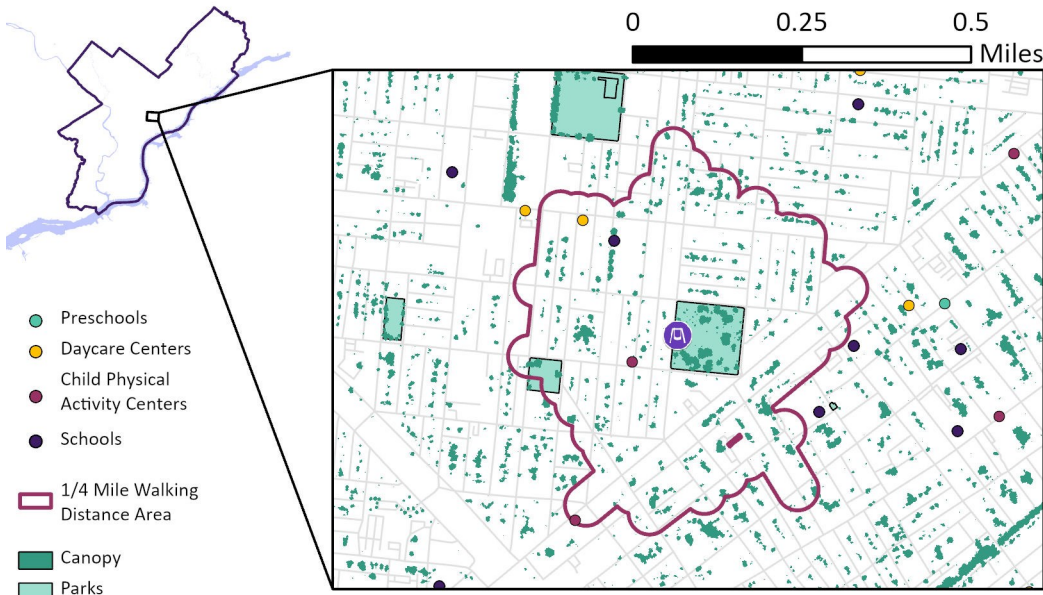 0 0.25 0.5
Miles
Preschools
Daycare Centers
Child Physical
Activity Centers
Schools
1/4 Mile Walking
Distance Area
Canopy
Parks